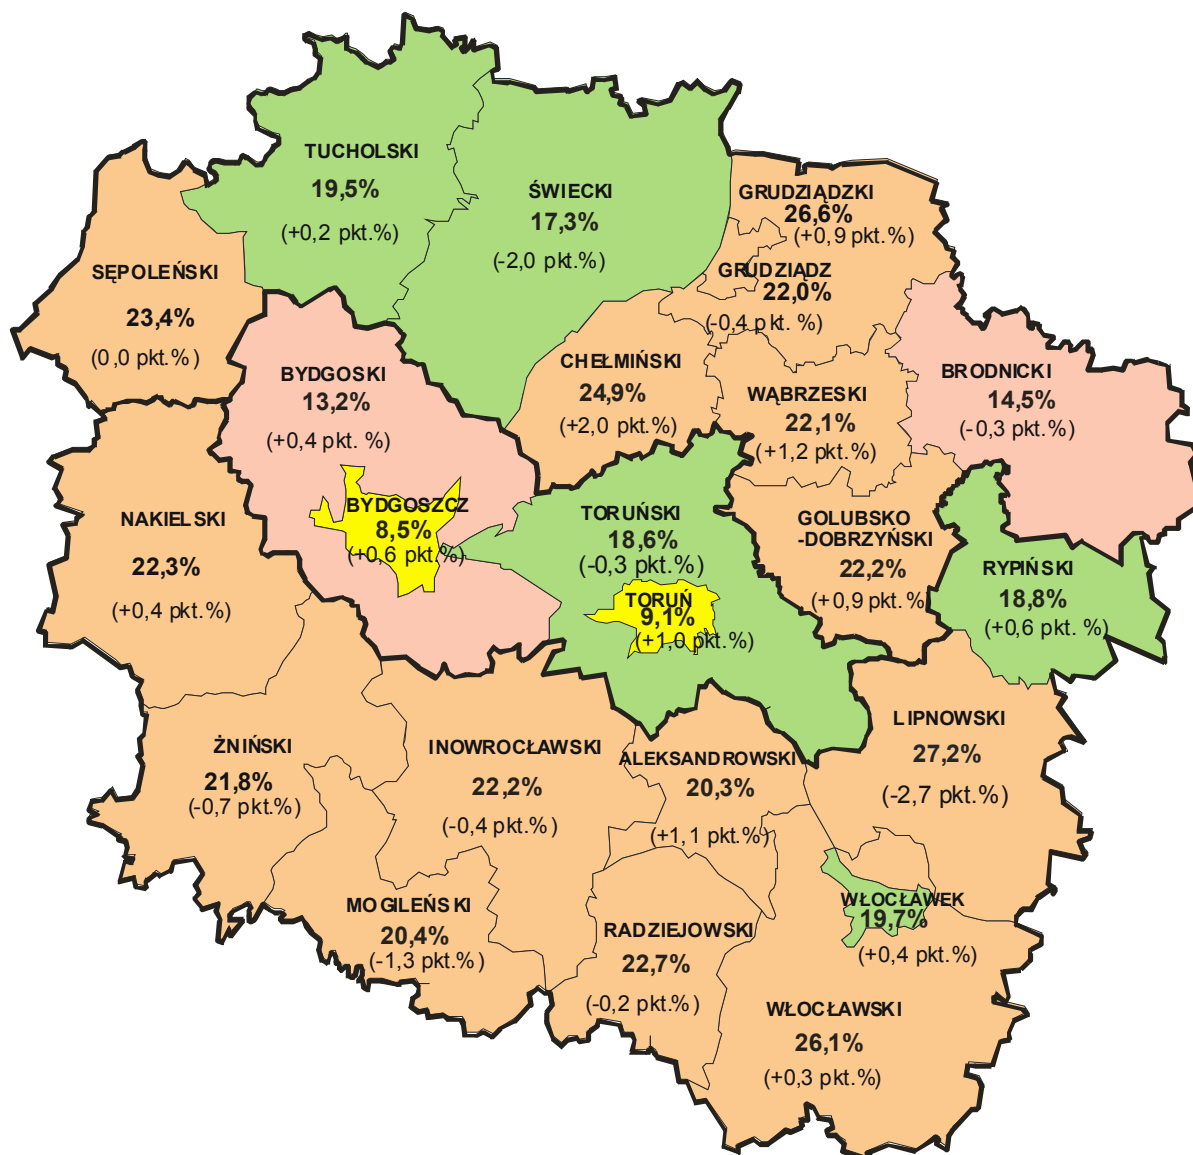 TUCHOLSKI
19,5%
(+0,2 pkt.%)
ŚWIECKI
17,3%
(-2,0 pkt.%)
GRUDZIĄDZKI
26,6%
(+0,9 pkt.%)
GRUDZIĄDZ
22,0%
(-0,4 pkt.%)
SĘPOLEŃSKI
23,4%
(0,0 pkt.%)
BYDGOSKI
13,2%
(+0,4 pkt. %)
CHEŁMIŃSKI
24,9%
(+2,0 pkt.%)
WĄBRZESKI
22,1%
(+1,2 pkt.%)
BRODNICKI
14,5%
(-0,3 pkt.%)
NAKIELSKI
22,3%
(+0,4 pkt.%)
BYDGOSZCZ
8,5%
(+0,6 pkt.%)
TORUŃSKI
18,6%
(-0,3 pkt.%)
TORUŃ
9,1%
(+1,0 pkt.%)
GOLUBSKO
-DOBRZYŃSKI
22,2%
(+0,9 pkt.%)
RYPIŃSKI
18,8%
(+0,6 pkt. %)
ŻNIŃSKI
21,8%
(-0,7 pkt.%)
INOWROCŁAWSKI
22,2%
(-0,4 pkt.%)
ALEKSANDROWSKI
20,3%
(+1,1 pkt.%)
LIPNOWSKI
27,2%
(-2,7 pkt.%)
MOGILEŃSKI
20,4%
(-1,3 pkt.%)
RADZIEJOWSKI
22,7%
(-0,2 pkt.%)
WŁOCŁAWEK
19,7%
(+0,4 pkt.%)
WŁOCŁAWSKI
26,1%
(+0,3 pkt.%)